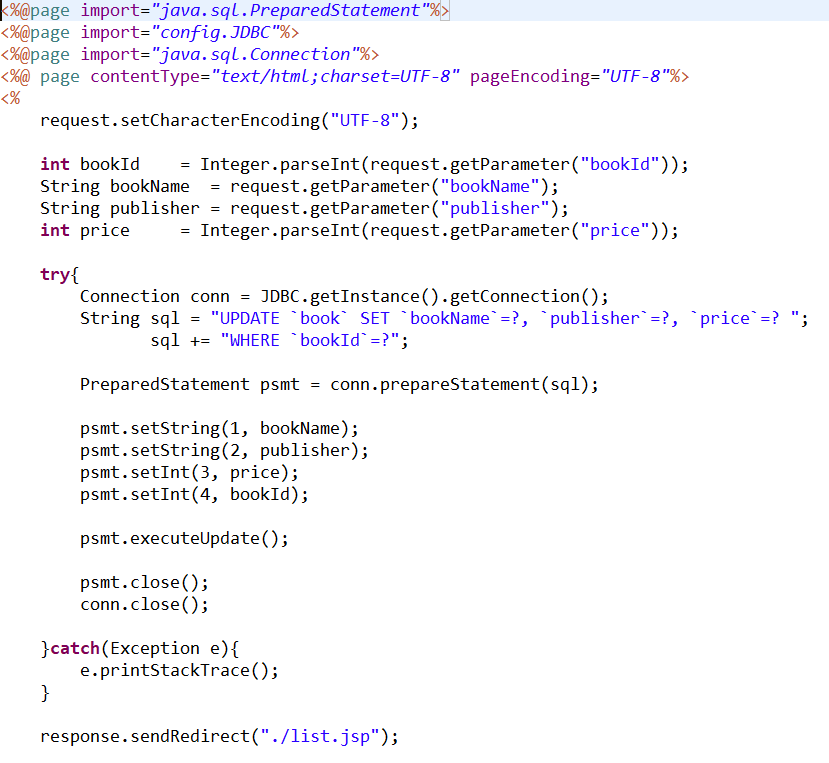 <%@page import="java.sql.PreparedStatement"%>
<%@page import="config.JDBC"%>
<%@page import="java.sql.Connection"%>
<%@ page contentType="text/html;charset=UTF-8" pageEncoding="UTF-8"%>
<%
    request.setCharacterEncoding("UTF-8");

    int bookId    = Integer.parseInt(request.getParameter("bookId"));
    String bookName  = request.getParameter("bookName");
    String publisher = request.getParameter("publisher");
    int price     = Integer.parseInt(request.getParameter("price"));

    try{
        Connection conn = JDBC.getInstance().getConnection();
        String sql = "UPDATE `book` SET `bookName`=?, `publisher`=?, `price`=? ";
               sql += "WHERE `bookId`=?";

        PreparedStatement psmt = conn.prepareStatement(sql);

        psmt.setString(1, bookName);
        psmt.setString(2, publisher);
        psmt.setInt(3, price);
        psmt.setInt(4, bookId);

        psmt.executeUpdate();

        psmt.close();
        conn.close();

    }catch(Exception e){
        e.printStackTrace();
    }

    response.sendRedirect("./list.jsp");